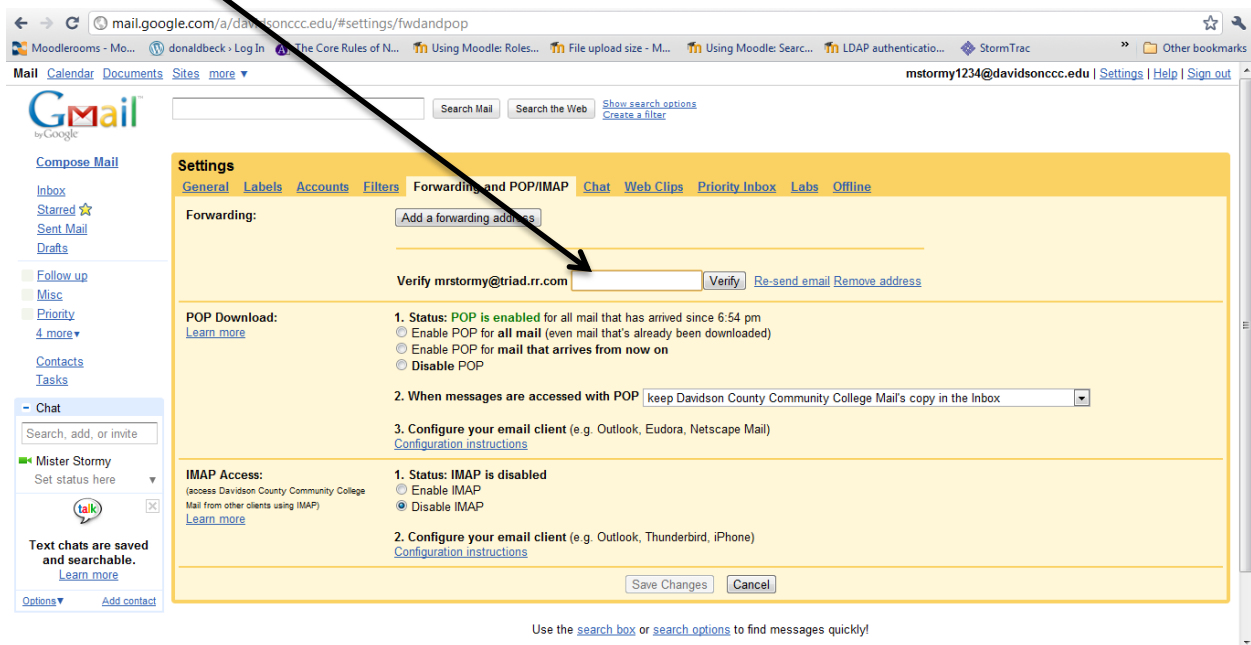 mail.google.com/a/davidsonccc.edu/#settings/fwdandpop
Moodlerooms - Mo... donaldbeck › Log In The Core Rules of N... Using Moodle: Roles... File upload size - M... Using Moodle: Searc... LDAP authenticatio... StormTrac » Other bookmarks
Mail Calendar Documents Sites more ▼ mstormy1234@davidsonccc.edu | Settings | Help | Sign out
Gmail
by Google
Search Mail Search the Web Show search options
Create a filter
Compose Mail
Inbox
Starred
Sent Mail
Drafts
Follow up
Misc
Priority
4 more ▾
Contacts
Tasks
– Chat
Search, add, or invite
Mister Stormy
Set status here ▼
talk
Text chats are saved
and searchable.
Learn more
Options ▼ Add contact
Settings
General Labels Accounts Filters Forwarding and POP/IMAP Chat Web Clips Priority Inbox Labs Offline
Forwarding: Add a forwarding address
Verify mrstormy@triad.rr.com Verify Re-send email Remove address
POP Download:
Learn more
1. Status: POP is enabled for all mail that has arrived since 6:54 pm
Enable POP for all mail (even mail that's already been downloaded)
Enable POP for mail that arrives from now on
Disable POP
2. When messages are accessed with POP keep Davidson County Community College Mail's copy in the Inbox
3. Configure your email client (e.g. Outlook, Eudora, Netscape Mail)
Configuration instructions
IMAP Access:
(access Davidson County Community College
Mail from other clients using IMAP)
Learn more
1. Status: IMAP is disabled
Enable IMAP
Disable IMAP
2. Configure your email client (e.g. Outlook, Thunderbird, iPhone)
Configuration instructions
Save Changes Cancel
Use the search box or search options to find messages quickly!